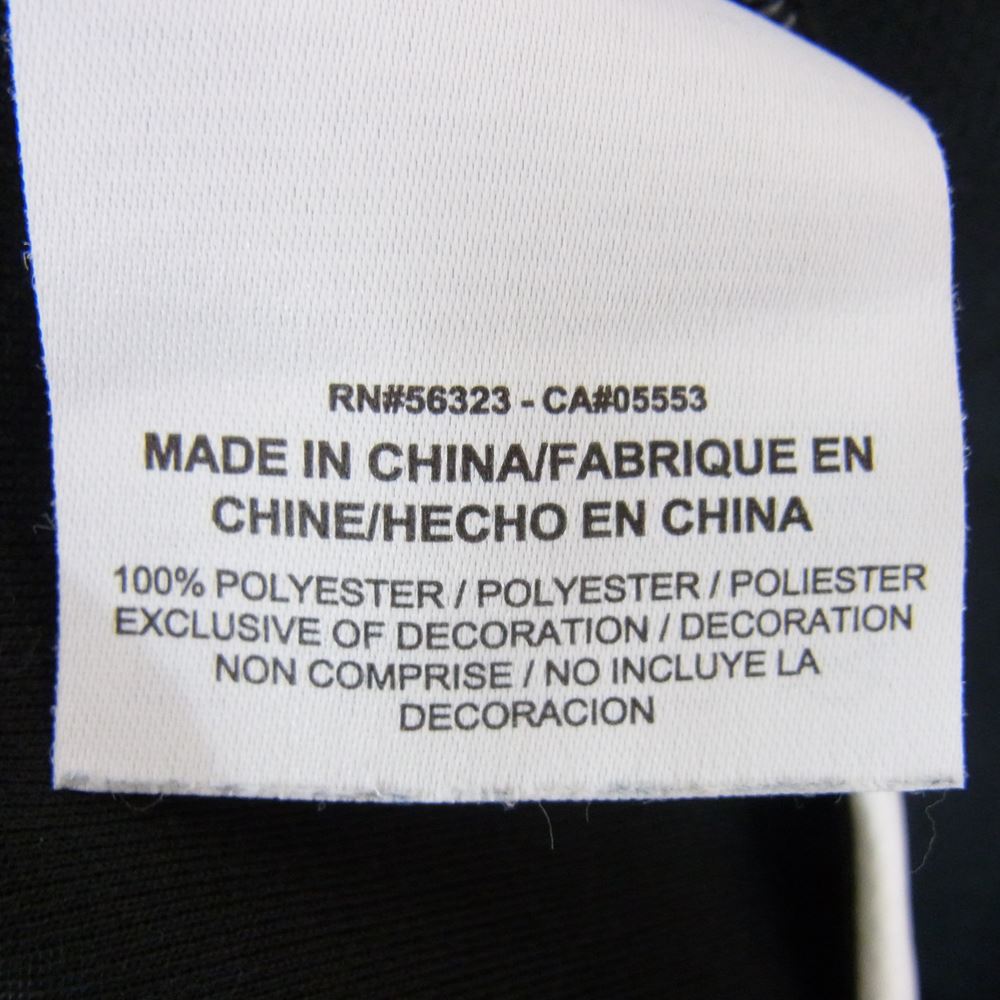 RN#56323 - CA#05553
MADE IN CHINA/FABRIQUE EN
CHINE/HECHO EN CHINA
100% POLYESTER / POLYESTER / POLIESTER
EXCLUSIVE OF DECORATION / DECORATION
NON COMPRISE / NO INCLUYE LA
DECORACION